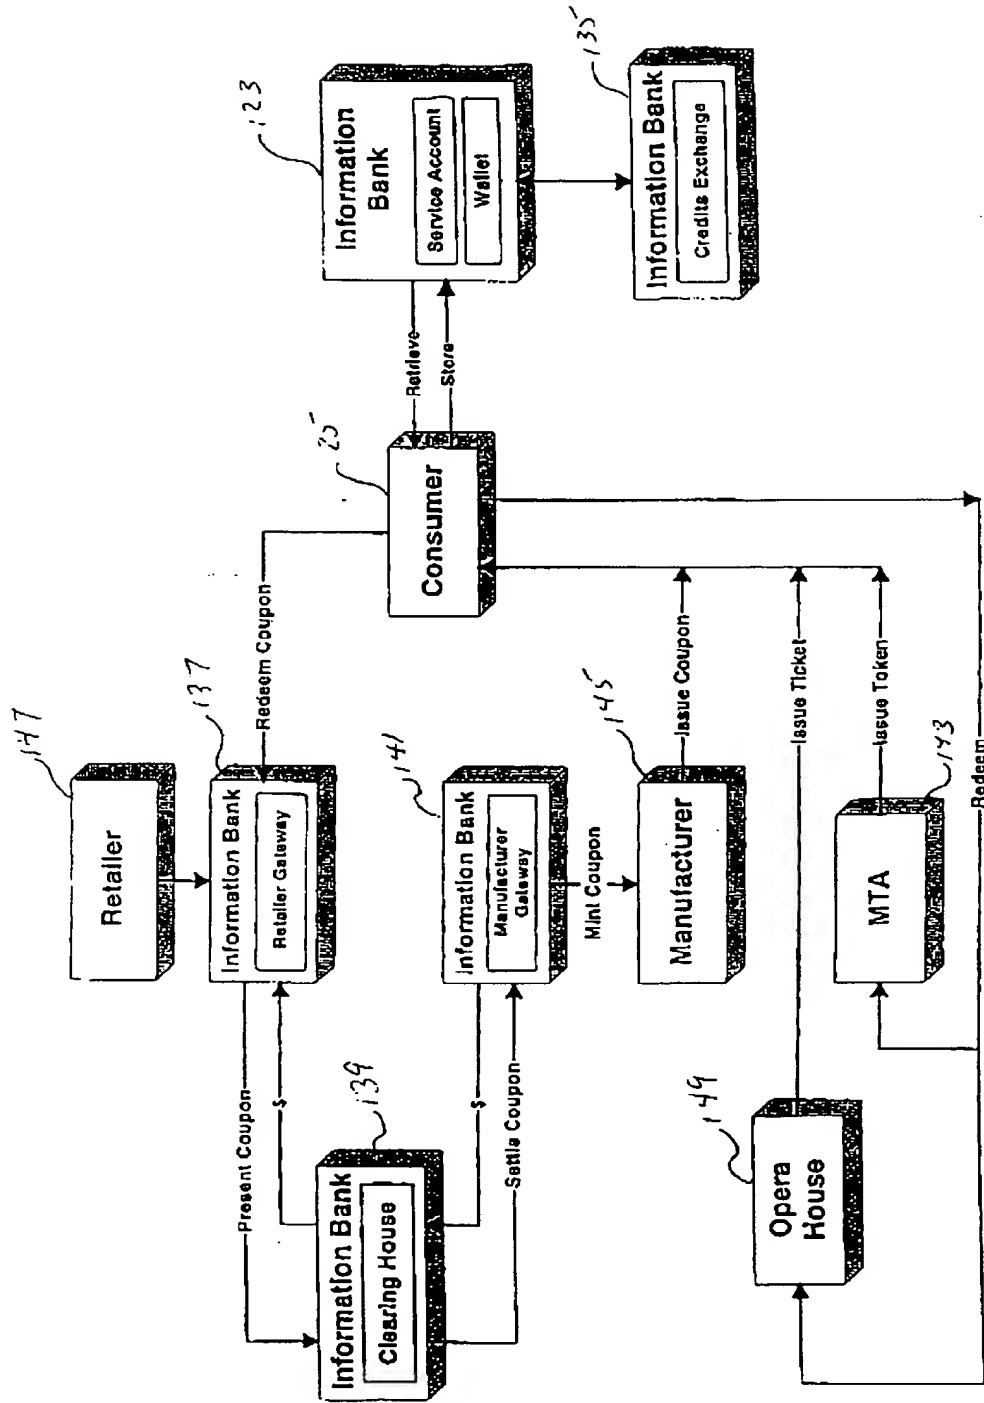 147
Retailer
137
Information Bank
Retailer Gateway
Redeem Coupon
Present Coupon
$
139
Information Bank
Clearing House
$
Settle Coupon
141
Information Bank
Manufacturer
Gateway
Mint Coupon
145
Manufacturer
Issue Coupon
25
Consumer
Retrieve
Store
123
Information
Bank
Service Account
Wallet
135
Information Bank
Credits Exchange
149
Opera
House
Issue Ticket
MTA
143
Issue Token
Redeem